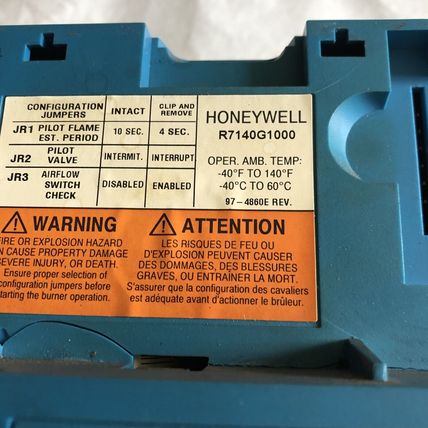 CONFIGURATION JUMPERS INTACT CLIP AND REMOVE
JR1 PILOT FLAME EST. PERIOD 10 SEC. 4 SEC.
JR2 PILOT VALVE INTERMIT. INTERRUPT
JR3 AIRFLOW SWITCH CHECK DISABLED ENABLED
HONEYWELL
R7140G1000
OPER. AMB. TEMP:
-40°F TO 140°F
-40°C TO 60°C
97-4860E REV.
WARNING
FIRE OR EXPLOSION HAZARD
CAUSE PROPERTY DAMAGE
SEVERE INJURY, OR DEATH.
Ensure proper selection of
configuration jumpers before
starting the burner operation.
ATTENTION
LES RISQUES DE FEU OU
D'EXPLOSION PEUVENT CAUSER
DES DOMMAGES, DES BLESSURES
GRAVES, OU ENTRAÎNER LA MORT.
S'assurer que la configuration des cavaliers
est adéquate avant d'actionner le brûleur.